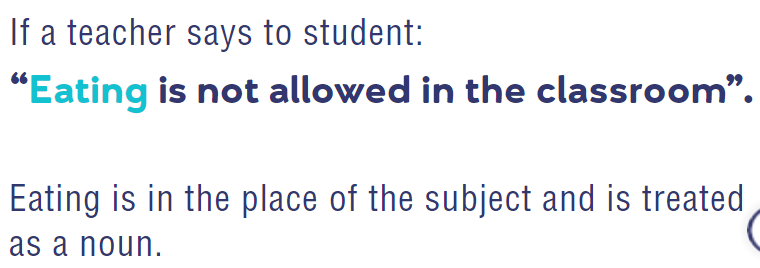 If a teacher says to student:
“Eating is not allowed in the classroom”.
Eating is in the place of the subject and is treated
as a noun.